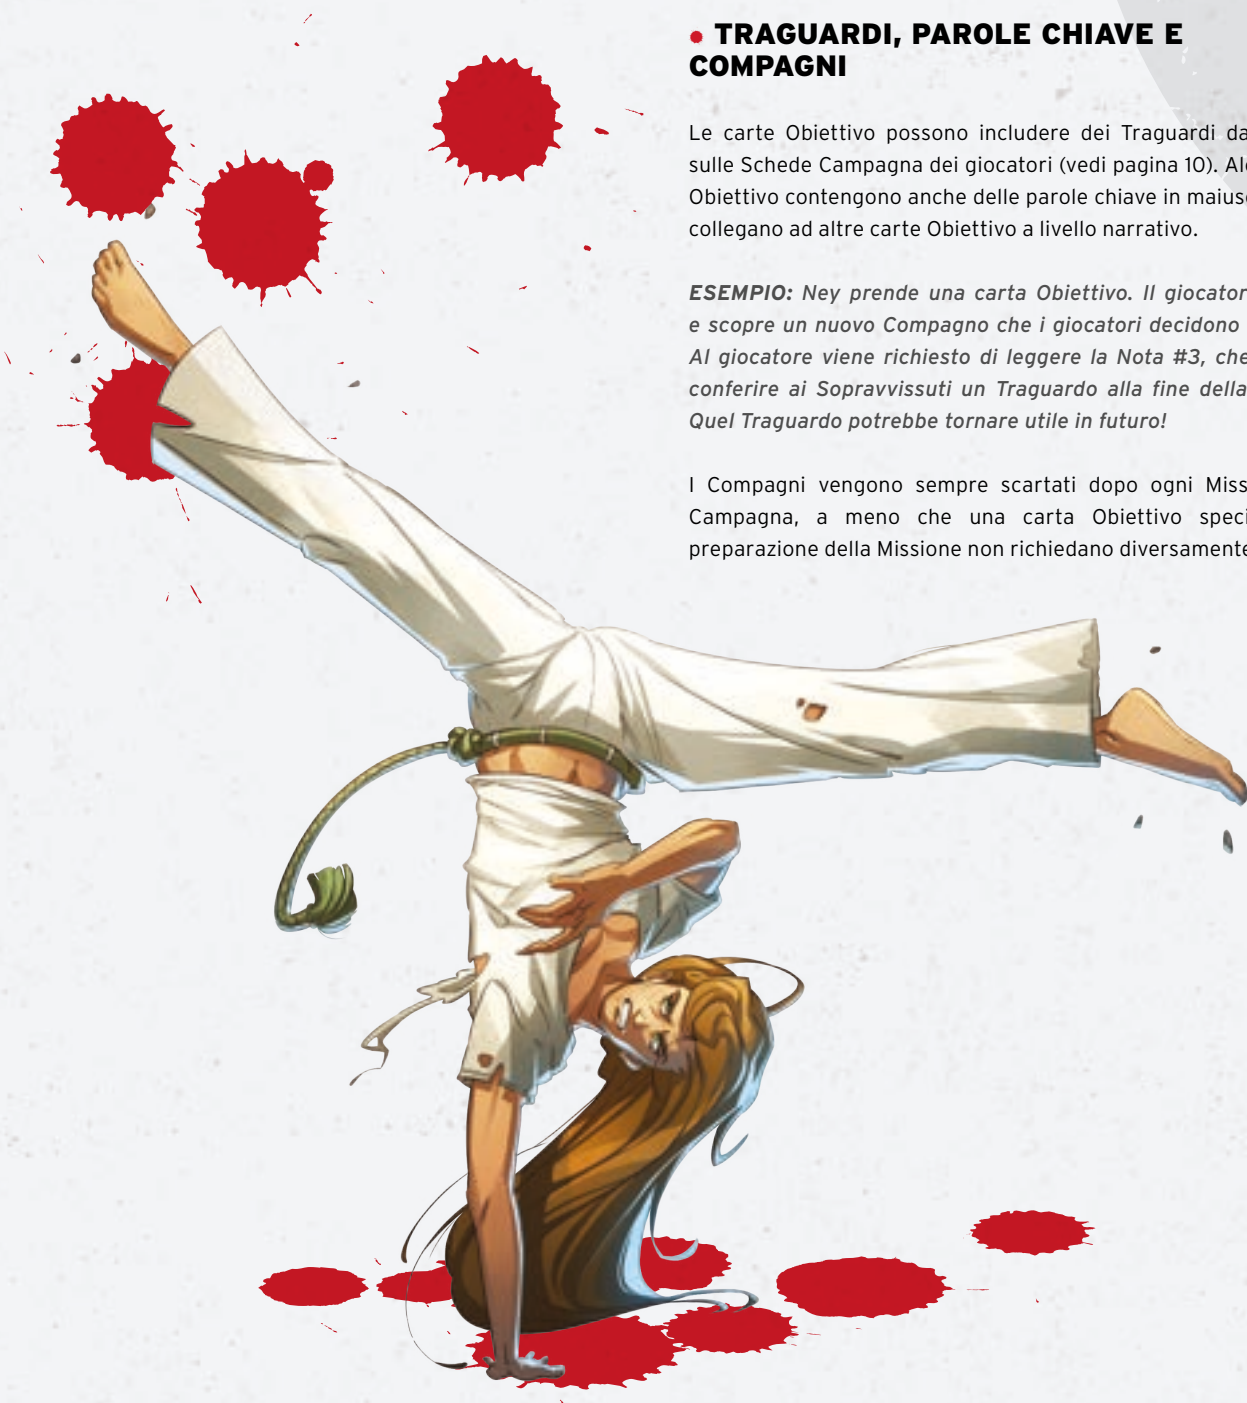 • TRAGUARDI, PAROLE CHIAVE E
COMPAGNI
Le carte Obiettivo possono includere dei Traguardi da
sulle Schede Campagna dei giocatori (vedi pagina 10).
Obiettivo contengono anche delle parole chiave in
collegano ad altre carte Obiettivo a livello narrativo.
ESEMPIO: Ney prende una carta Obiettivo. Il
e scopre un nuovo Compagno che i giocatori decidono
Al giocatore viene richiesto di leggere la Nota #3, che
conferire ai Sopravvissuti un Traguardo alla fine della
Quel Traguardo potrebbe tornare utile in futuro!
I Compagni vengono sempre scartati dopo ogni
Campagna, a meno che una carta Obiettivo
preparazione della Missione non richiedano diversamente